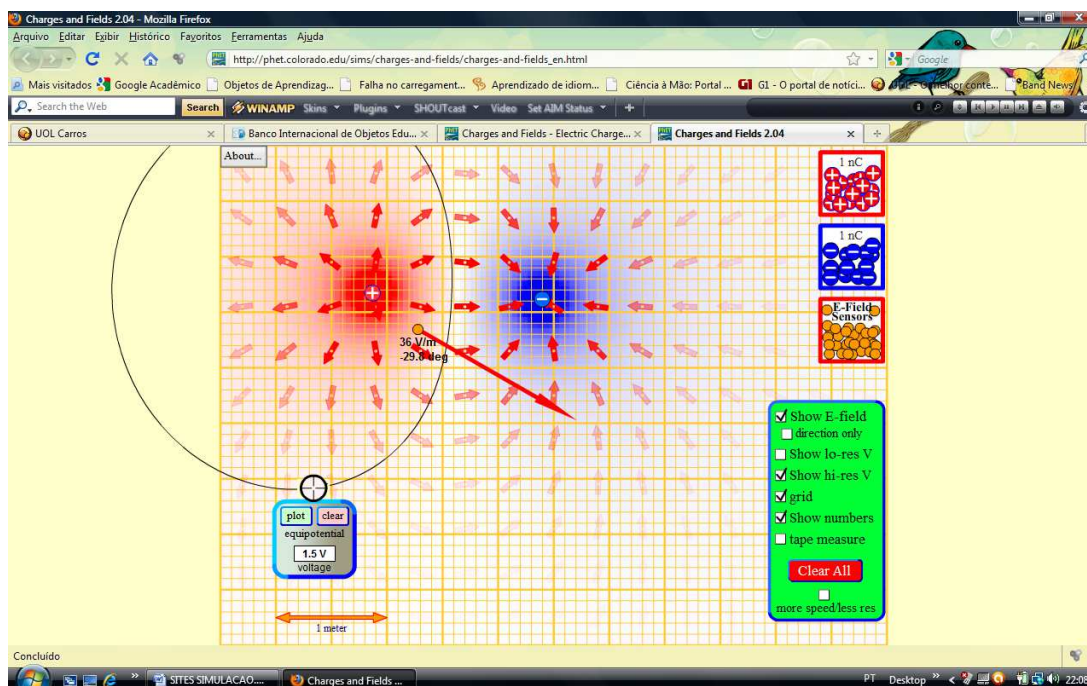 Charges and Fields 2.04 - Mozilla Firefox
Arquivo Editar Exibir Histórico Favoritos Ferramentas Ajuda
http://phet.colorado.edu/sims/charges-and-fields/charges-and-fields_en.html
Google
Mais visitados Google Acadêmico Objetos de Aprendizag... Falha no carregament... Aprendizado de idiom... Ciência à Mão: Portal ... G1 - O portal de notíci... melhor conte... Band News
Search the Web Search WINAMP Skins Plugins SHOUTcast Video Set AIM Status
UOL Carros Banco Internacional de Objetos Edu... Charges and Fields - Electric Charge... Charges and Fields 2.04
About...
1 nC
1 nC
E-Field
Sensors
36 V/m
-29.8 deg
Show E-field
direction only
Show lo-res V
Show hi-res V
grid
Show numbers
tape measure
Clear All
more speed/less res
plot clear
equipotential
1.5 V
voltage
1 meter
Concluído
SITES SIMULACAO.... Charges and Fields ... PT Desktop 22:08